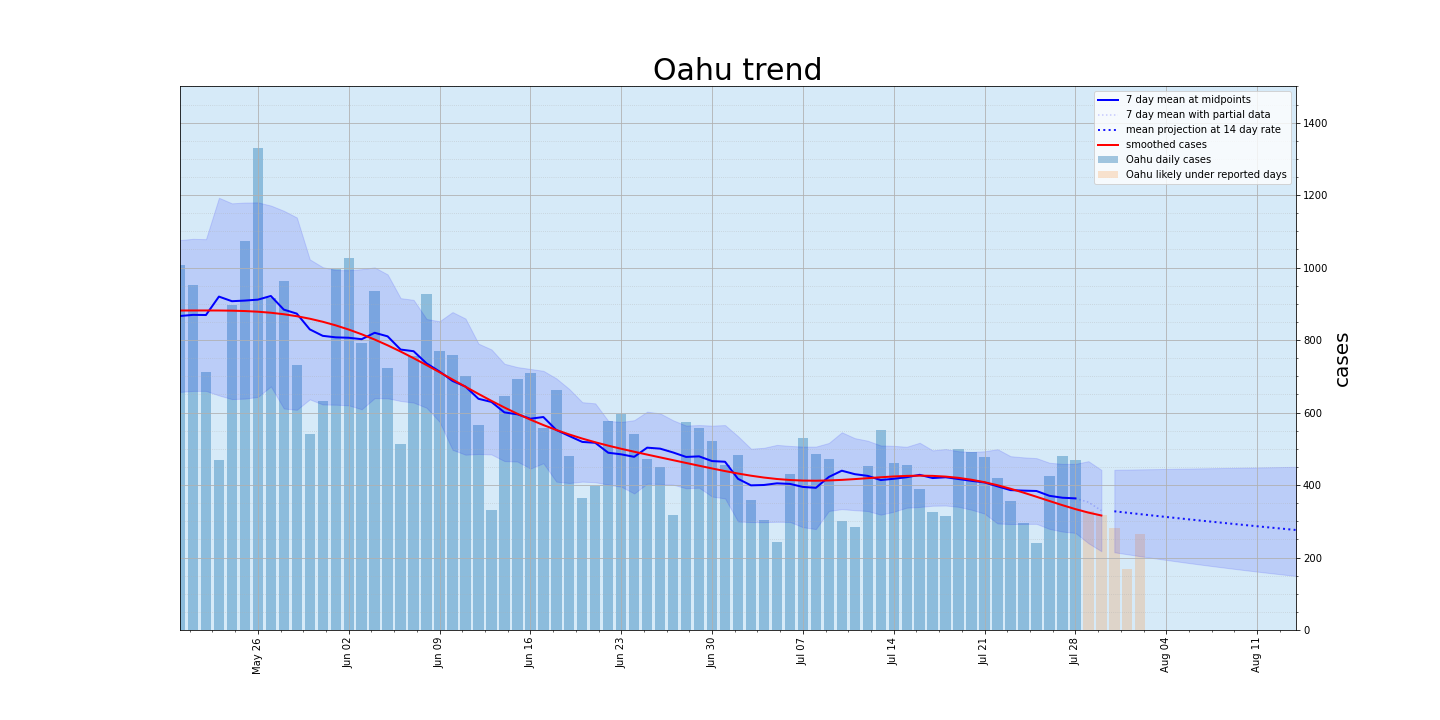 Oahu trend
7 day mean at midpoints
7 day mean with partial data
mean projection at 14 day rate
smoothed cases
Oahu daily cases
Oahu likely under reported days
1400
1200
1000
800
600
400
200
0
cases
May 26
Jun 02
Jun 09
Jun 16
Jun 23
Jun 30
Jul 07
Jul 14
Jul 21
Jul 28
Aug 04
Aug 11